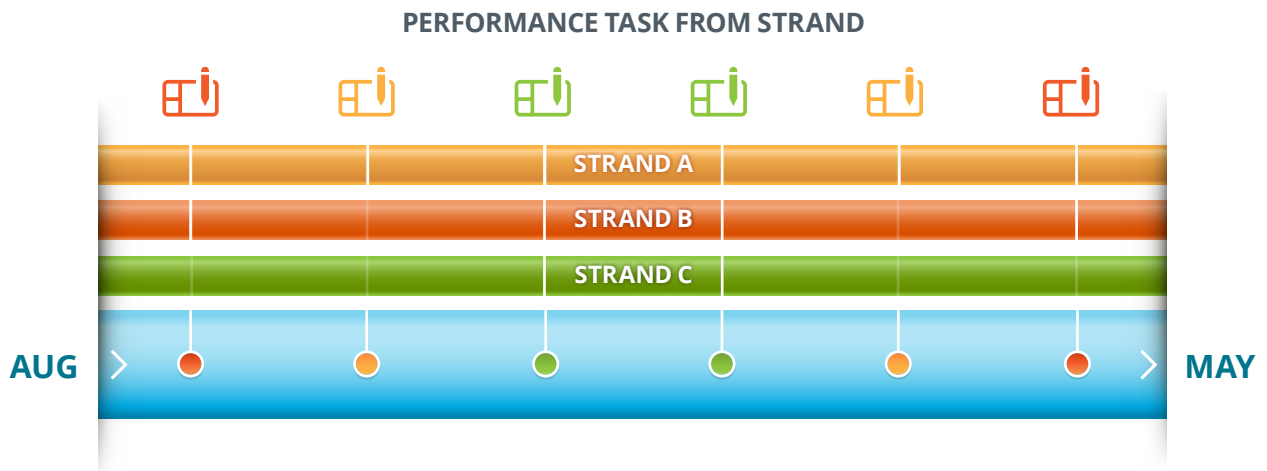 PERFORMANCE TASK FROM STRAND
STRAND A
STRAND B
STRAND C
AUG
MAY